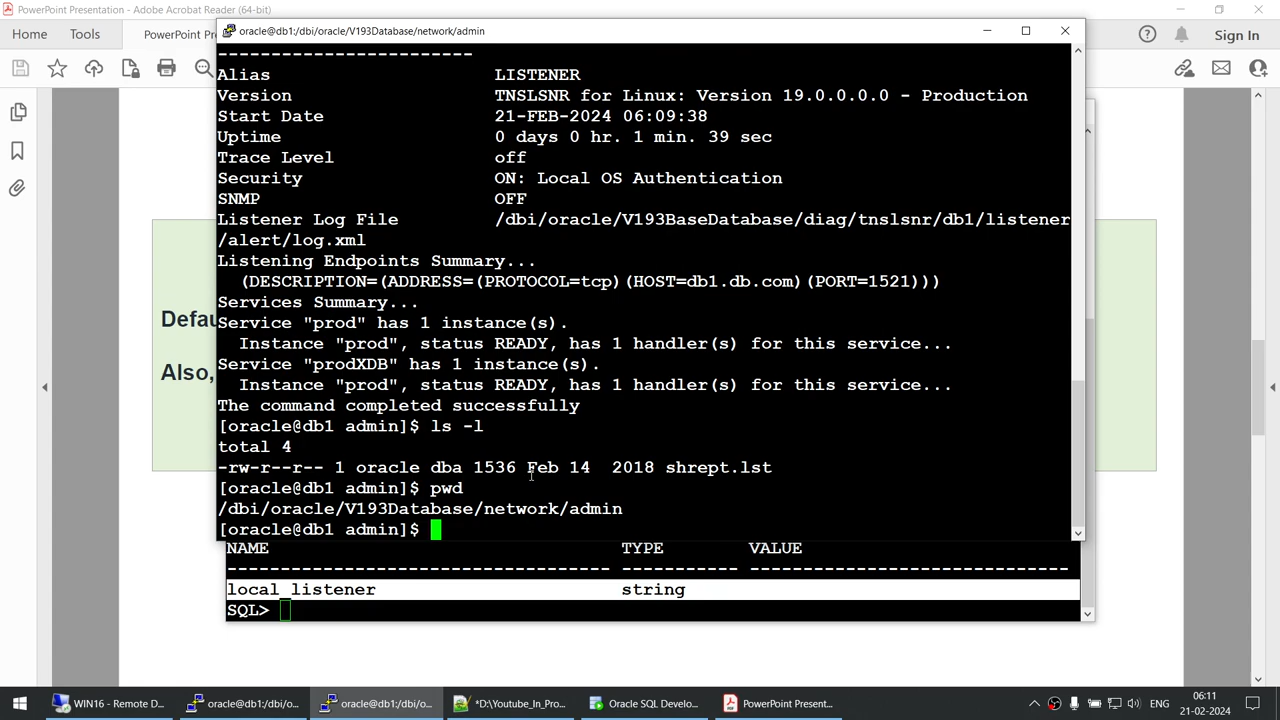 PowerPoint Presentation - Adobe Acrobat Reader (64-bit)
Home Tools PowerPoint Pr
Sign In
oracle@db1:/dbi/oracle/V193Database/network/admin
------------------------
Alias LISTENER
Version TNSLSNR for Linux: Version 19.0.0.0.0 - Production
Start Date 21-FEB-2024 06:09:38
Uptime 0 days 0 hr. 1 min. 39 sec
Trace Level off
Security ON: Local OS Authentication
SNMP OFF
Listener Log File /dbi/oracle/V193BaseDatabase/diag/tnslsnr/db1/listener
/alert/log.xml
Listening Endpoints Summary...
(DESCRIPTION=(ADDRESS=(PROTOCOL=tcp)(HOST=db1.db.com)(PORT=1521)))
Services Summary...
Service "prod" has 1 instance(s).
Instance "prod", status READY, has 1 handler(s) for this service...
Service "prodXDB" has 1 instance(s).
Instance "prod", status READY, has 1 handler(s) for this service...
The command completed successfully
[oracle@db1 admin]$ ls -l
total 4
-rw-r--r-- 1 oracle dba 1536 Feb 14 2018 shrept.lst
[oracle@db1 admin]$ pwd
/dbi/oracle/V193Database/network/admin
[oracle@db1 admin]$
Defau
Also,
NAME TYPE VALUE
------------------------------------ ----------- ------------------------------
local_listener string
SQL>
WIN16 - Remote D... oracle@db1:/dbi/o... oracle@db1:/dbi/o... *D:\Youtube_In_Pro... Oracle SQL Develo... PowerPoint Present...
ENG
06:11
21-02-2024